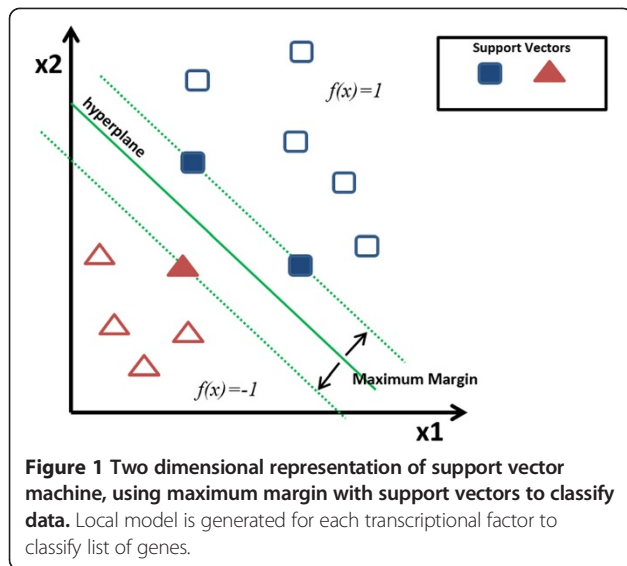 x2
Support Vectors
f(x)=1
hyperplane
f(x)=-1
Maximum Margin
x1
Figure 1 Two dimensional representation of support vector
machine, using maximum margin with support vectors to classify
data. Local model is generated for each transcriptional factor to
classify list of genes.